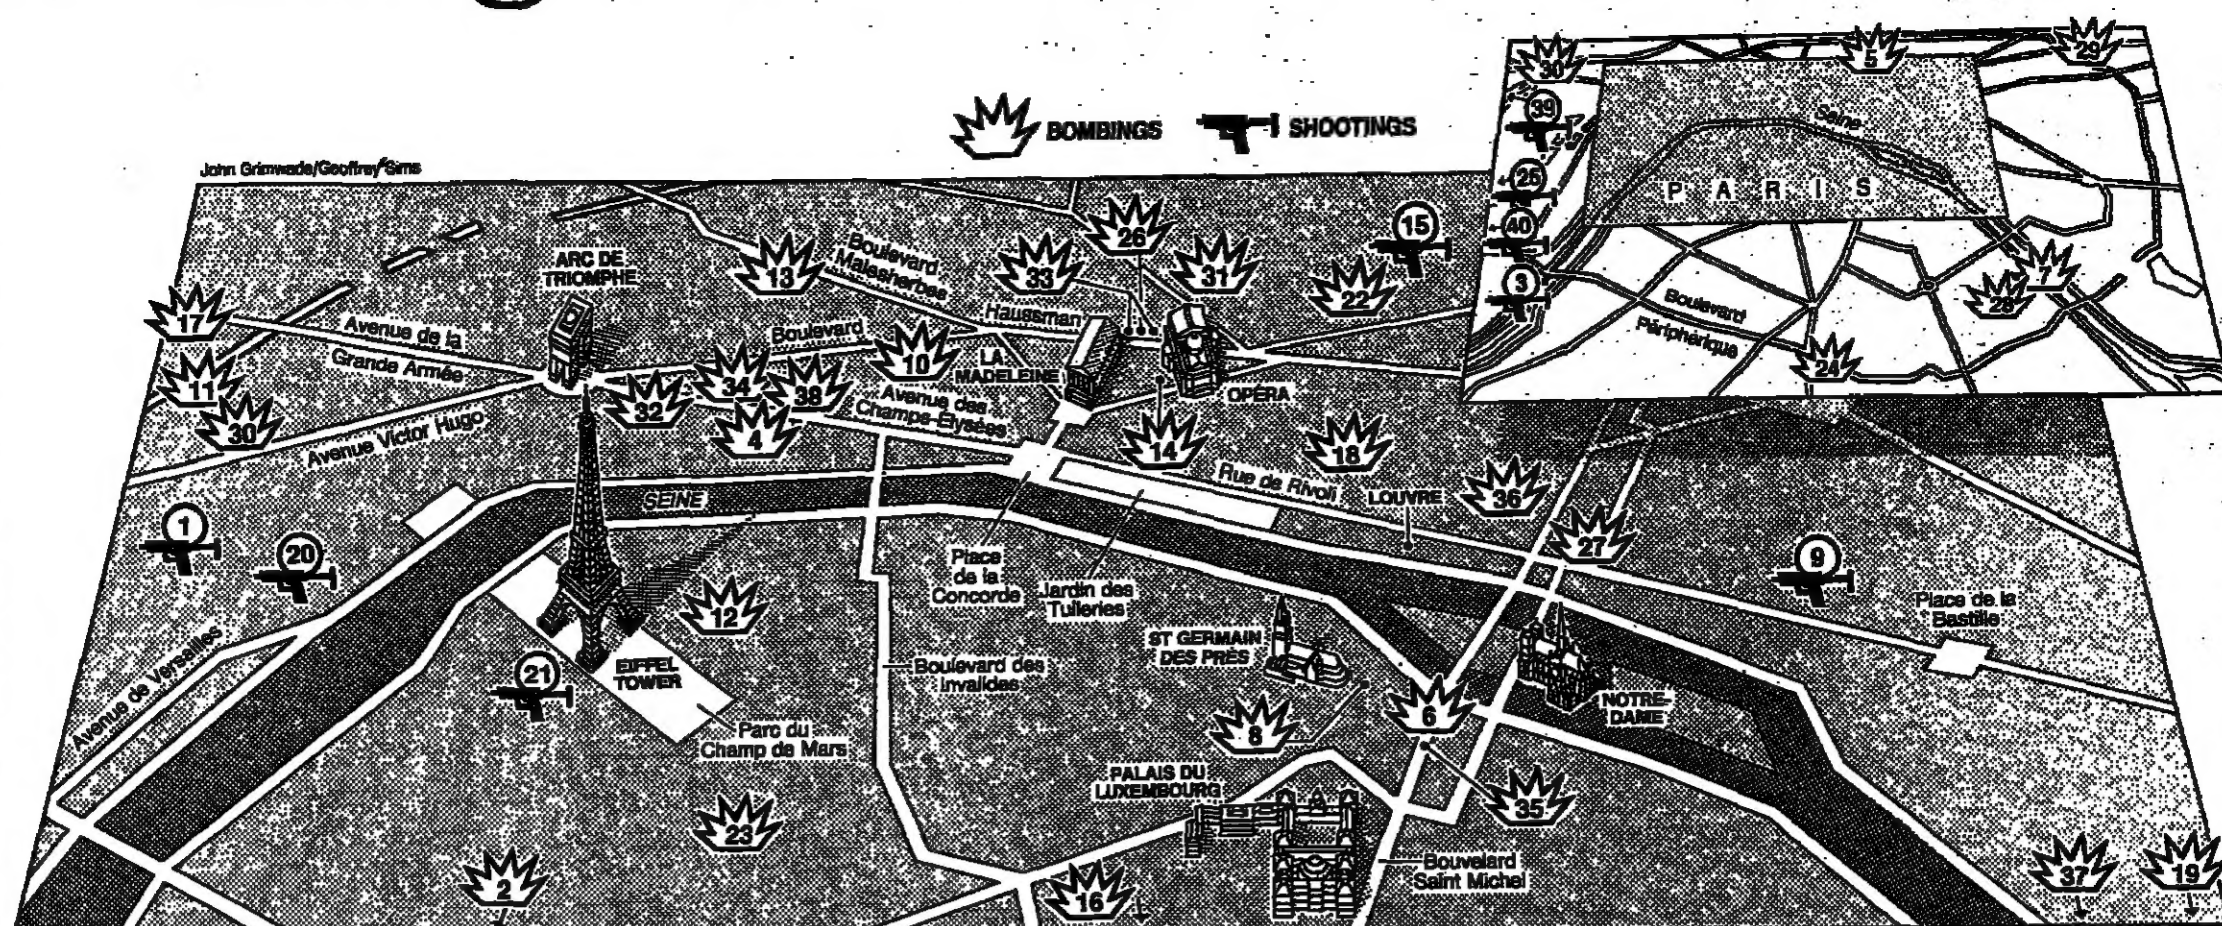 BOMBINGS
SHOOTINGS
John Grimwade/Geoffrey Sims
30
5
29
39
Seine
25
PARIS
40
3
7
28
Boulevard
Périphérique
24
26
15
ARC DE
TRIOMPHE
13
Boulevard
Malesherbes
33
31
22
17
Avenue de la
Grande Armée
Boulevard
Haussman
10
LA
MADELEINE
11
34
38
32
30
4
Avenue des
Champs-Elysées
OPÉRA
Avenue Victor Hugo
14
18
Rue de Rivoli
LOUVRE
36
SEINE
1
20
27
9
Place
de la
Concorde
Jardin des
Tuileries
12
Place de la
Bastille
Avenue de Versailles
21
EIFFEL
TOWER
Boulevard des
Invalides
ST GERMAIN
DES PRÈS
Parc du
Champ de Mars
8
6
NOTRE-
DAME
PALAIS DU
LUXEMBOURG
35
23
2
16
Bouvelard
Saint Michel
37
19